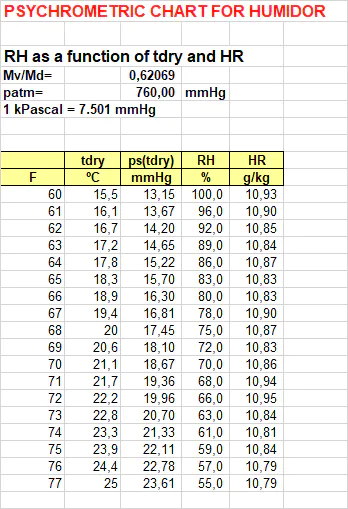 PSYCHROMETRIC CHART FOR HUMIDOR
RH as a function of tdry and HR
Mv/Md= 0,62069
patm= 760,00 mmHg
1 kPascal = 7.501 mmHg
tdry ps(tdry) RH HR
F ºC mmHg % g/kg
60 15,5 13,15 100,0 10,93
61 16,1 13,67 96,0 10,90
62 16,7 14,20 92,0 10,85
63 17,2 14,65 89,0 10,84
64 17,8 15,22 86,0 10,87
65 18,3 15,70 83,0 10,83
66 18,9 16,30 80,0 10,83
67 19,4 16,81 78,0 10,90
68 20 17,45 75,0 10,87
69 20,6 18,10 72,0 10,83
70 21,1 18,67 70,0 10,86
71 21,7 19,36 68,0 10,94
72 22,2 19,96 66,0 10,95
73 22,8 20,70 63,0 10,84
74 23,3 21,33 61,0 10,81
75 23,9 22,11 59,0 10,84
76 24,4 22,78 57,0 10,79
77 25 23,61 55,0 10,79